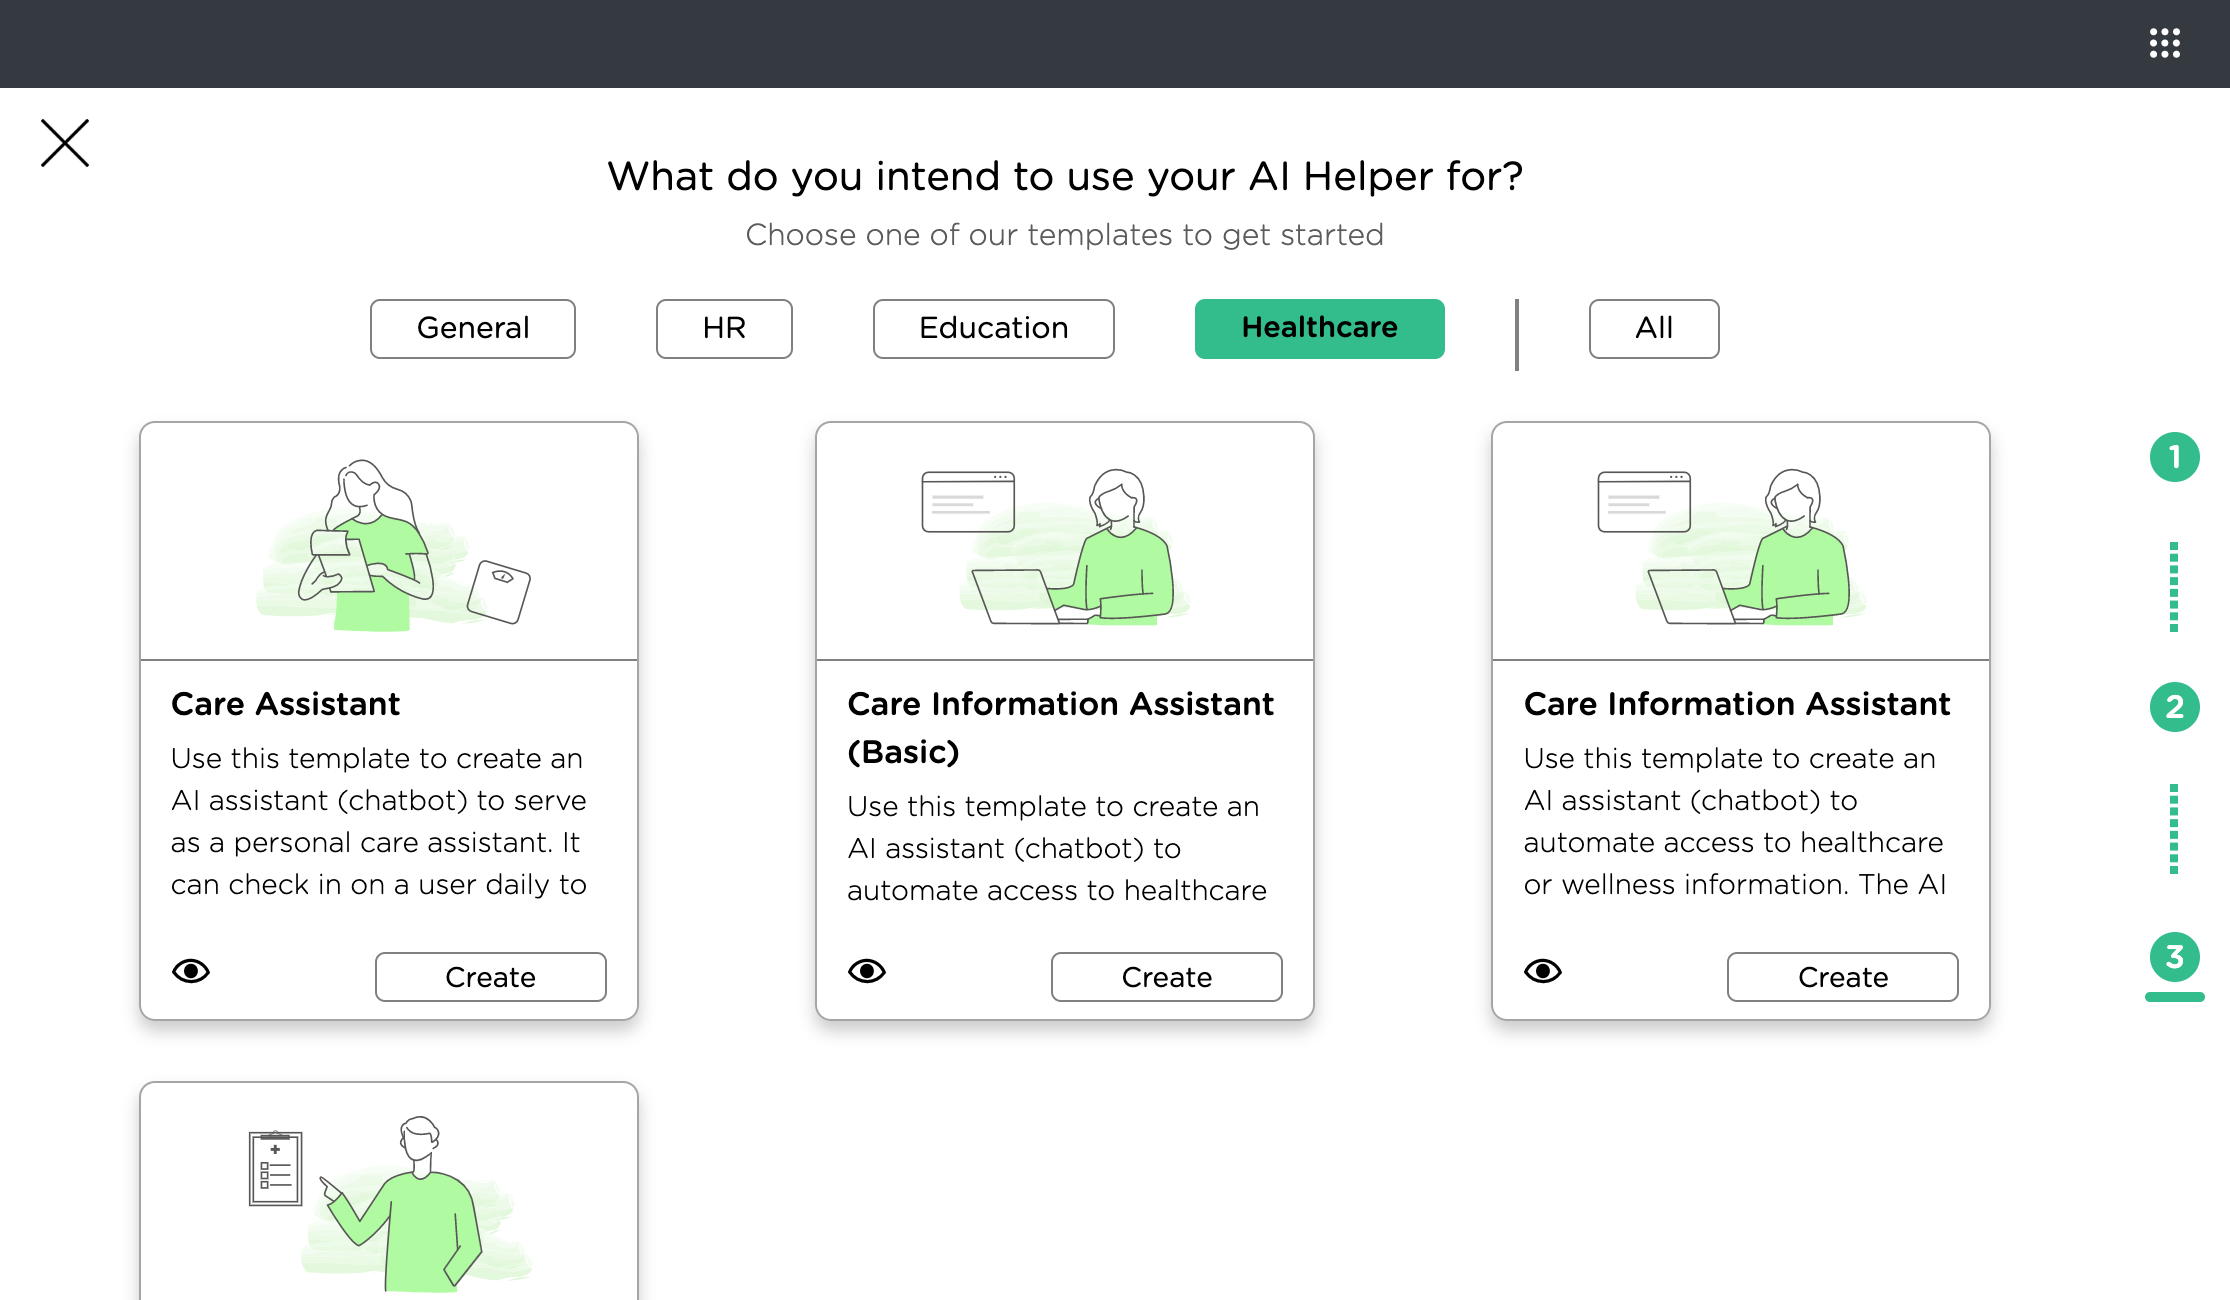 What do you intend to use your AI Helper for?
Choose one of our templates to get started
General
HR
Education
Healthcare
All
Care Assistant
Use this template to create an
AI assistant (chatbot) to serve
as a personal care assistant. It
can check in on a user daily to
Create
Care Information Assistant
(Basic)
Use this template to create an
AI assistant (chatbot) to
automate access to healthcare
Create
Care Information Assistant
Use this template to create an
AI assistant (chatbot) to
automate access to healthcare
or wellness information. The AI
Create
1
2
3